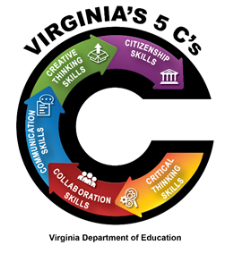 VIRGINIA'S 5 C's
CREATIVE
THINKING
SKILLS
CITIZENSHIP
SKILLS
COMMUNICATION
SKILLS
COLLABORATION
SKILLS
CRITICAL
THINKING
SKILLS
Virginia Department of Education